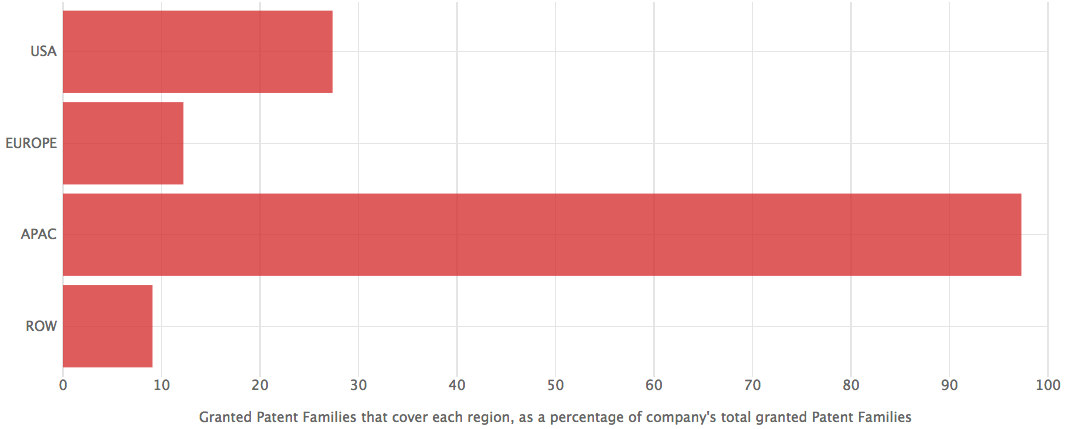 USA
EUROPE
APAC
ROW
0 10 20 30 40 50 60 70 80 90 100
Granted Patent Families that cover each region, as a percentage of company's total granted Patent Families